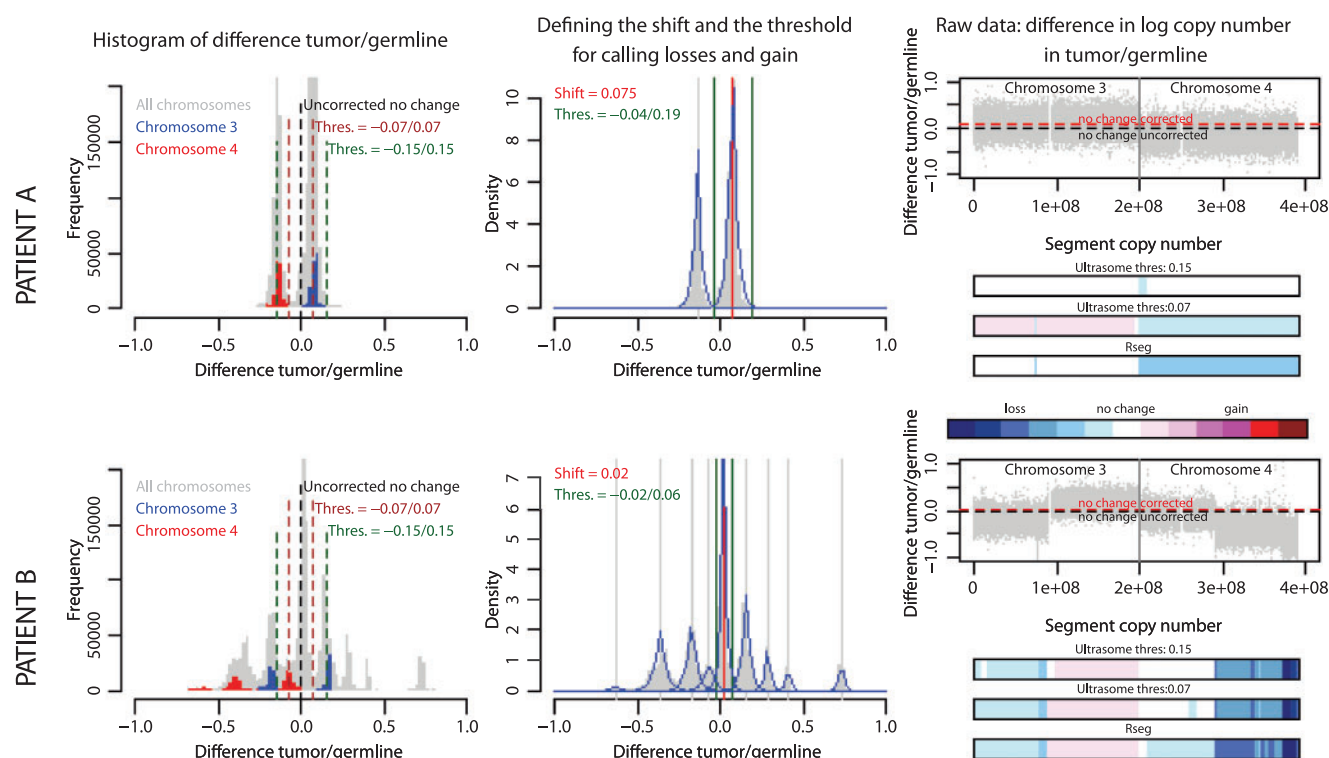 Histogram of difference tumor/germline
Defining the shift and the threshold
for calling losses and gain
Raw data: difference in log copy number
in tumor/germline
PATIENT A
Frequency
150000
50000
0
All chromosomes
Chromosome 3
Chromosome 4
Uncorrected no change
Thres. = −0.07/0.07
Thres. = −0.15/0.15
−1.0 −0.5 0.0 0.5 1.0
Difference tumor/germline
Density
10
8
6
4
2
0
Shift = 0.075
Thres. = −0.04/0.19
−1.0 −0.5 0.0 0.5 1.0
Difference tumor/germline
Difference tumor/germline
1.0
0.0
−1.0
Chromosome 3 Chromosome 4
no change corrected
no change uncorrected
0 1e+08 2e+08 3e+08 4e+08
Segment copy number
Ultrasome thres: 0.15
Ultrasome thres:0.07
Rseg
loss no change gain
PATIENT B
Frequency
150000
50000
0
All chromosomes
Chromosome 3
Chromosome 4
Uncorrected no change
Thres. = −0.07/0.07
Thres. = −0.15/0.15
−1.0 −0.5 0.0 0.5 1.0
Difference tumor/germline
Density
7
6
5
4
3
2
1
0
Shift = 0.02
Thres. = −0.02/0.06
−1.0 −0.5 0.0 0.5 1.0
Difference tumor/germline
Difference tumor/germline
1.0
0.0
−1.0
Chromosome 3 Chromosome 4
no change corrected
no change uncorrected
0 1e+08 2e+08 3e+08 4e+08
Segment copy number
Ultrasome thres: 0.15
Ultrasome thres:0.07
Rseg